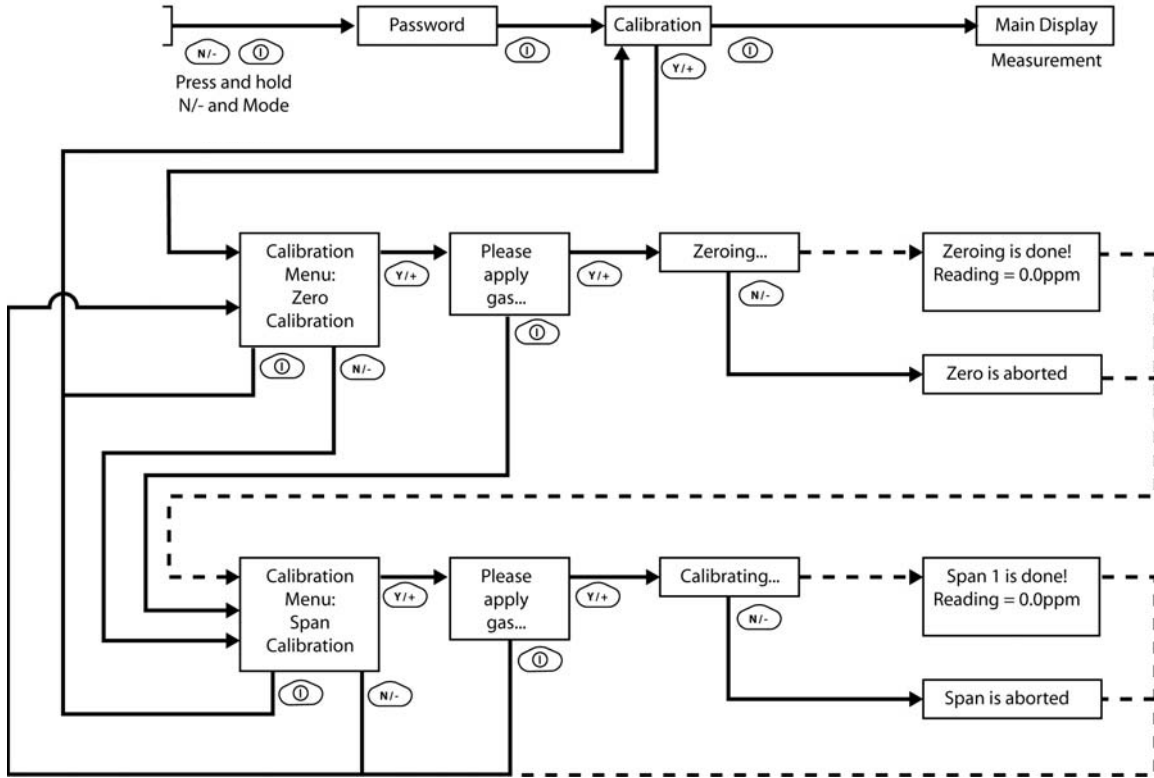 Password
Calibration
Main Display
N/-
Press and hold
N/- and Mode
Y/+
Measurement
Calibration
Menu:
Zero
Calibration
Y/+
Please
apply
gas...
Y/+
Zeroing...
N/-
Zeroing is done!
Reading = 0.0ppm
N/-
Zero is aborted
Calibration
Menu:
Span
Calibration
Y/+
Please
apply
gas...
Y/+
Calibrating...
N/-
Span 1 is done!
Reading = 0.0ppm
N/-
Span is aborted